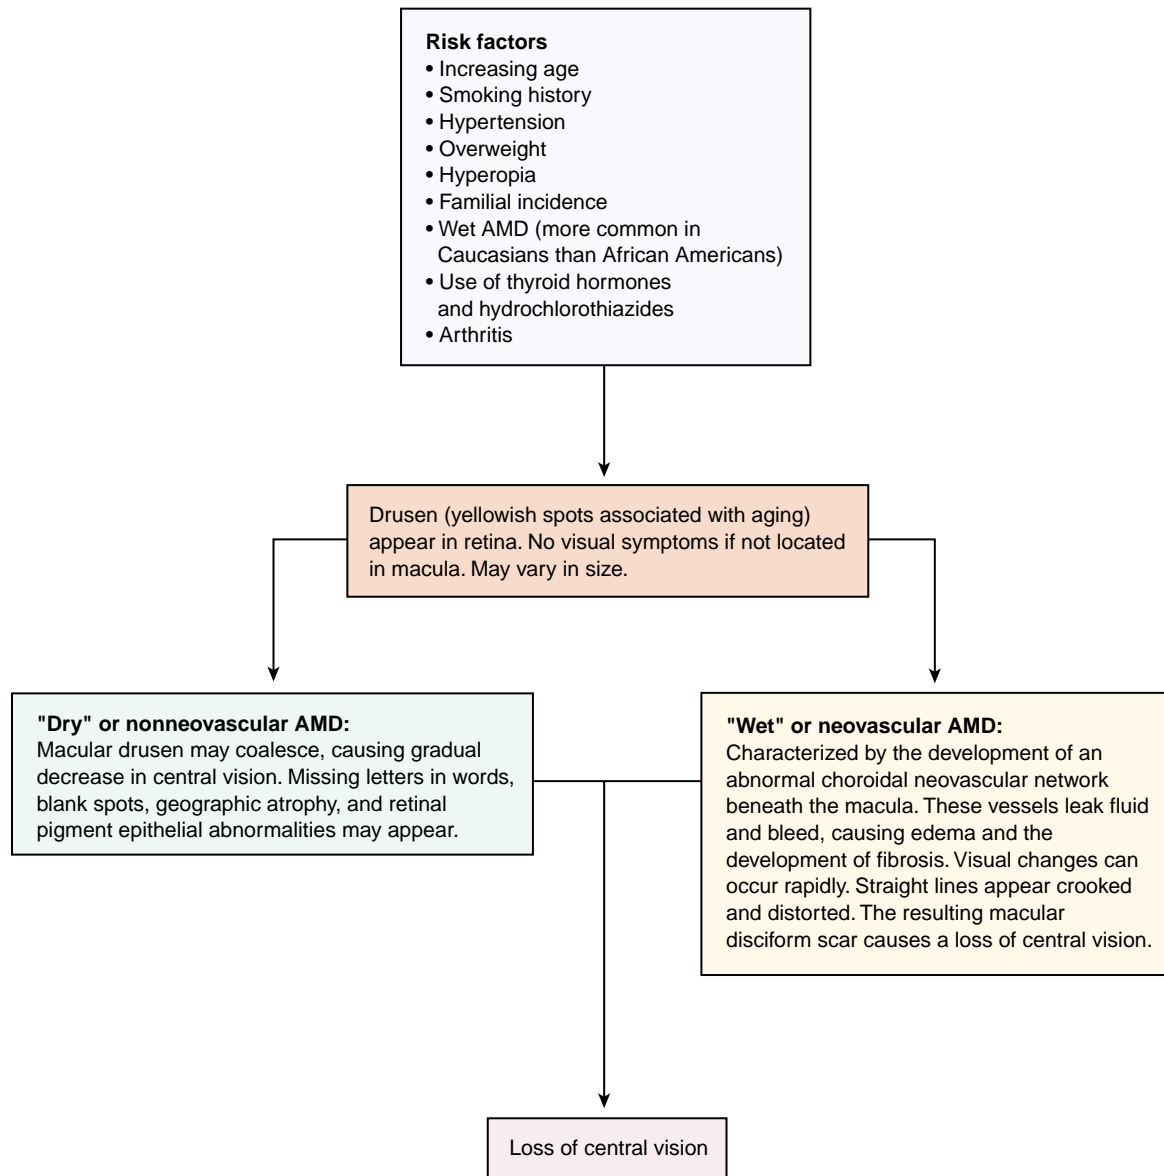 Risk factors
• Increasing age
• Smoking history
• Hypertension
• Overweight
• Hyperopia
• Familial incidence
• Wet AMD (more common in
Caucasians than African Americans)
• Use of thyroid hormones
and hydrochlorothiazides
• Arthritis
Drusen (yellowish spots associated with aging)
appear in retina. No visual symptoms if not located
in macula. May vary in size.
"Dry" or nonneovascular AMD:
Macular drusen may coalesce, causing gradual
decrease in central vision. Missing letters in words,
blank spots, geographic atrophy, and retinal
pigment epithelial abnormalities may appear.
"Wet" or neovascular AMD:
Characterized by the development of an
abnormal choroidal neovascular network
beneath the macula. These vessels leak fluid
and bleed, causing edema and the
development of fibrosis. Visual changes can
occur rapidly. Straight lines appear crooked
and distorted. The resulting macular
disciform scar causes a loss of central vision.
Loss of central vision